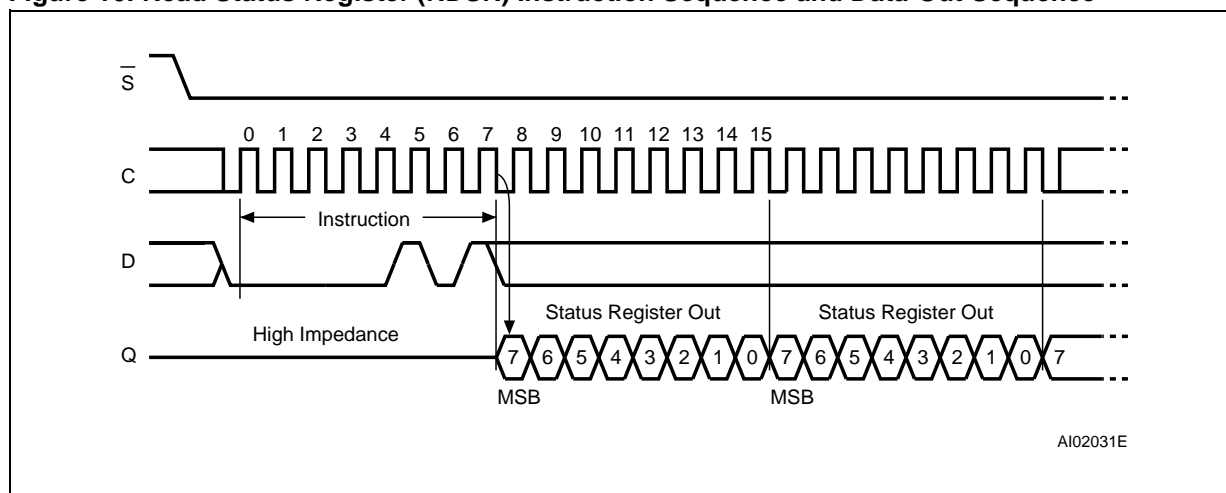 Figure 10. Read Status Register (RDSR) Instruction Sequence and Data-Out Sequence
S
0 1 2 3 4 5 6 7 8 9 10 11 12 13 14 15
C
Instruction
D
Status Register Out Status Register Out
High Impedance
Q 7 6 5 4 3 2 1 0 7 6 5 4 3 2 1 0 7
MSB MSB
AI02031E